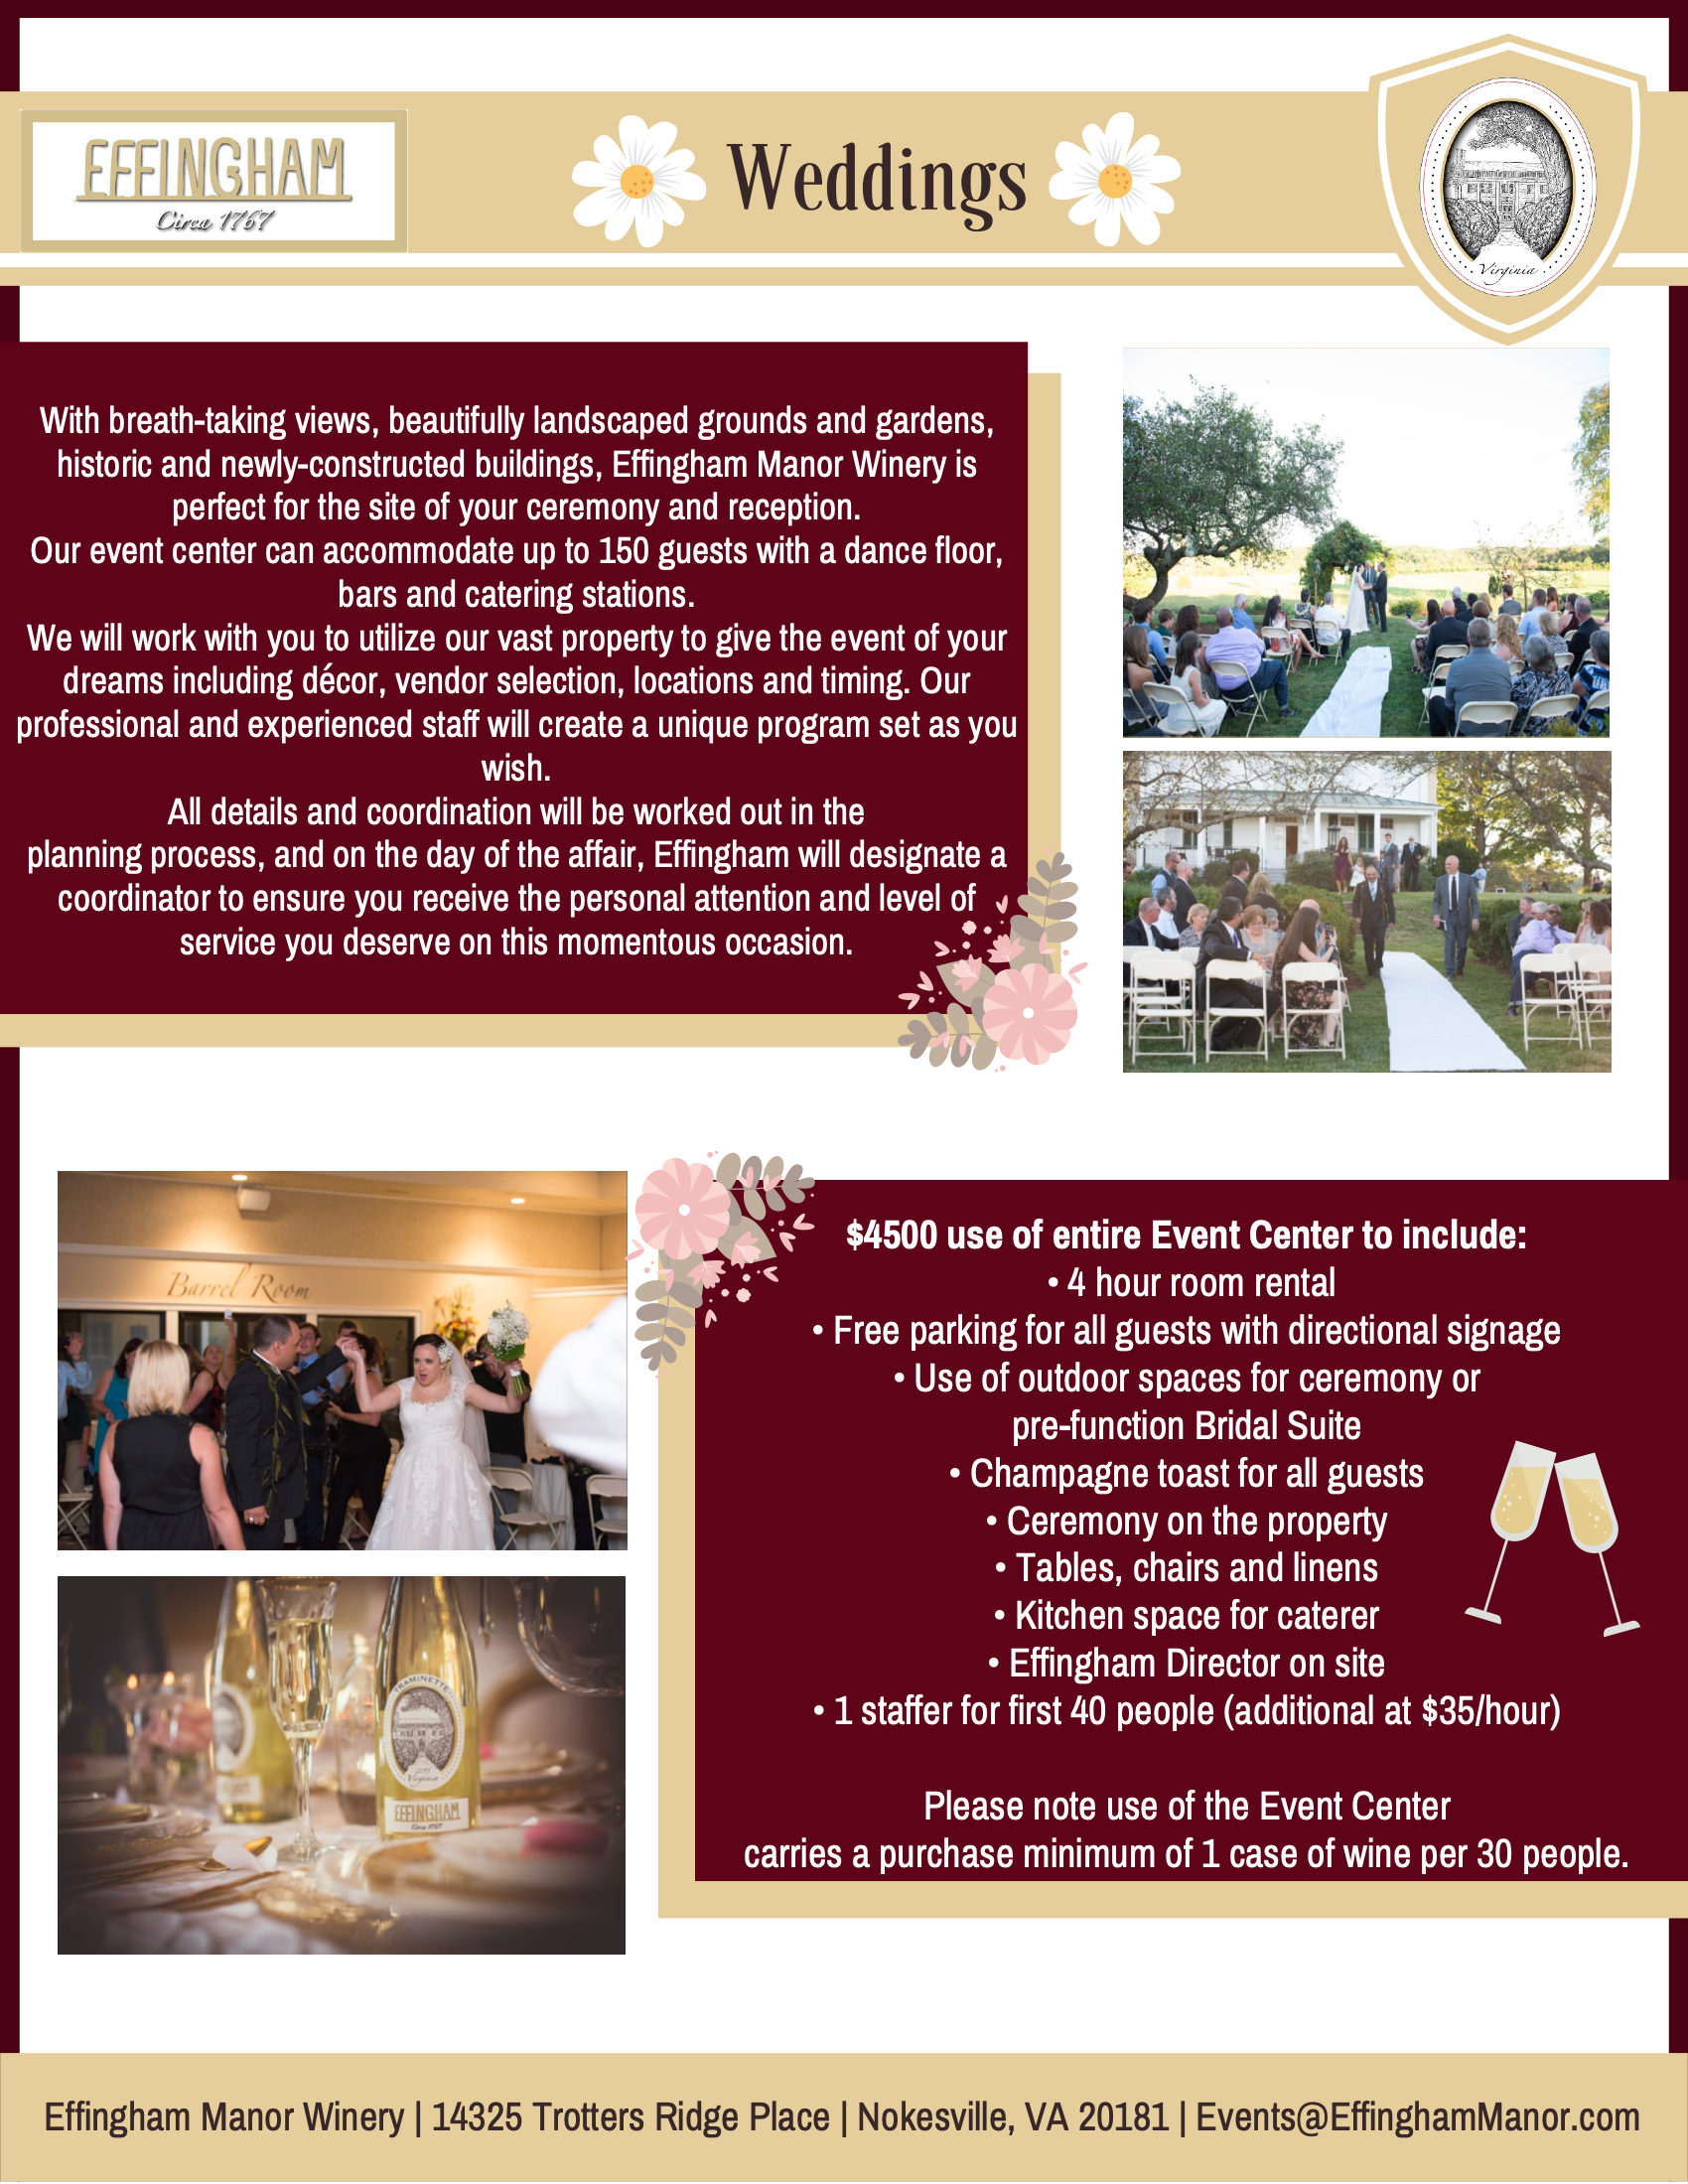 EFFINGHAM
Circa 1767
Weddings
Virginia
With breath-taking views, beautifully landscaped grounds and gardens,
historic and newly-constructed buildings, Effingham Manor Winery is
perfect for the site of your ceremony and reception.
Our event center can accommodate up to 150 guests with a dance floor,
bars and catering stations.
We will work with you to utilize our vast property to give the event of your
dreams including décor, vendor selection, locations and timing. Our
professional and experienced staff will create a unique program set as you
wish.
All details and coordination will be worked out in the
planning process, and on the day of the affair, Effingham will designate a
coordinator to ensure you receive the personal attention and level of
service you deserve on this momentous occasion.
Barrel Room
$4500 use of entire Event Center to include:
• 4 hour room rental
• Free parking for all guests with directional signage
• Use of outdoor spaces for ceremony or
pre-function Bridal Suite
• Champagne toast for all guests
• Ceremony on the property
• Tables, chairs and linens
• Kitchen space for caterer
• Effingham Director on site
• 1 staffer for first 40 people (additional at $35/hour)
Please note use of the Event Center
carries a purchase minimum of 1 case of wine per 30 people.
TRAMINETTE
Virginia
EFFINGHAM
Circa 1767
Effingham Manor Winery | 14325 Trotters Ridge Place | Nokesville, VA 20181 | Events@EffinghamManor.com